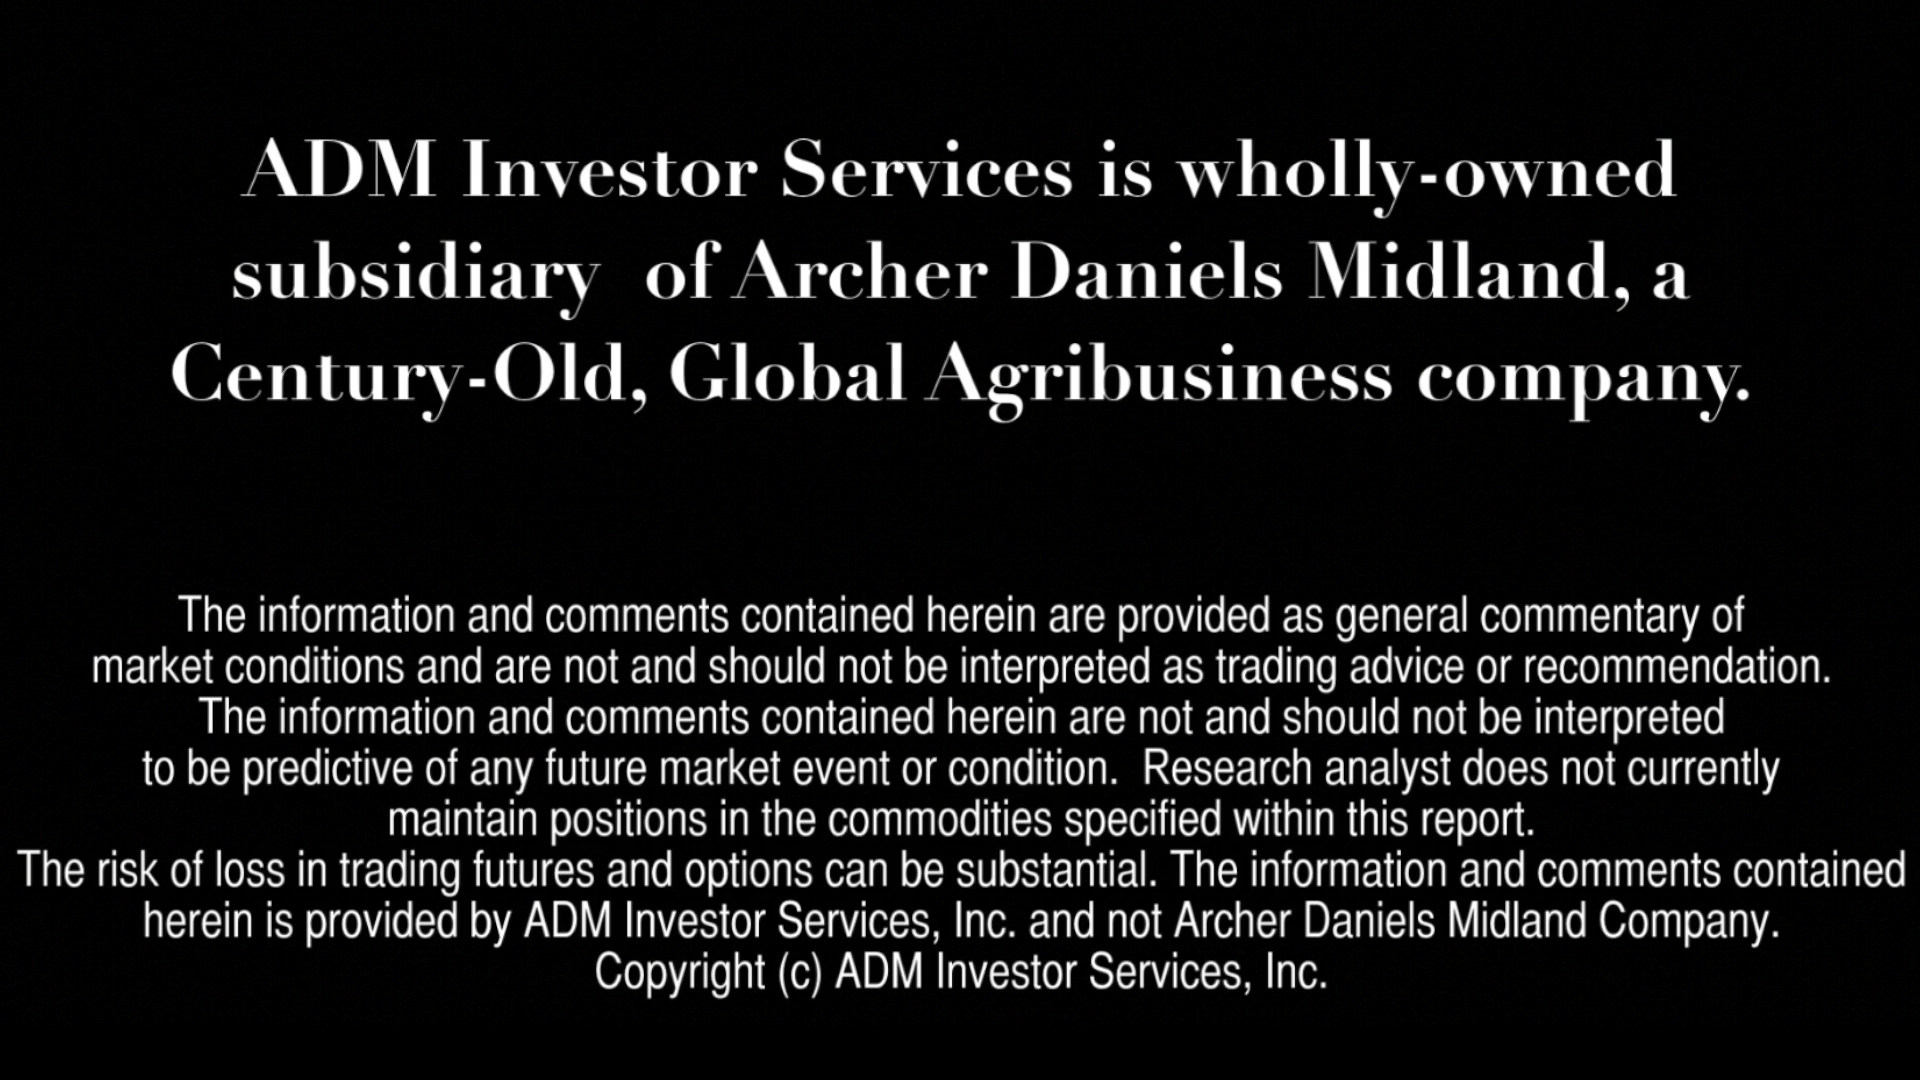 ADM Investor Services is wholly-owned
subsidiary of Archer Daniels Midland, a
Century-Old, Global Agribusiness company.
The information and comments contained herein are provided as general commentary of
market conditions and are not and should not be interpreted as trading advice or recommendation.
The information and comments contained herein are not and should not be interpreted
to be predictive of any future market event or condition. Research analyst does not currently
maintain positions in the commodities specified within this report.
The risk of loss in trading futures and options can be substantial. The information and comments contained
herein is provided by ADM Investor Services, Inc. and not Archer Daniels Midland Company.
Copyright (c) ADM Investor Services, Inc.